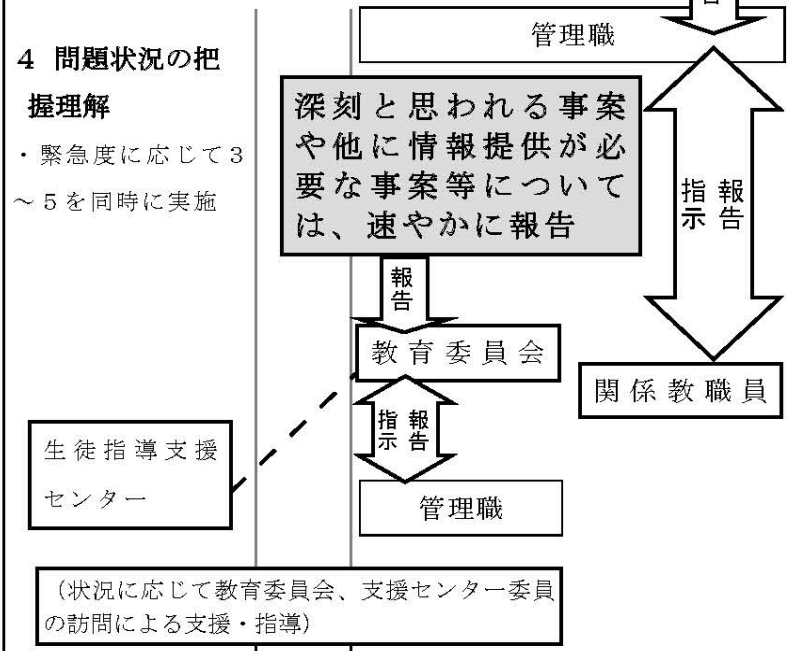 告
管理職
4 問題状況の把
握理解
・緊急度に応じて3
～5を同時に実施
深刻と思われる事案
や他に情報提供が必
要な事案等について
は、速やかに報告
指示 報告
報告
教育委員会
関係教職員
指示 報告
生徒指導支援
センター
管理職
（状況に応じて教育委員会、支援センター委員
の訪問による支援・指導）